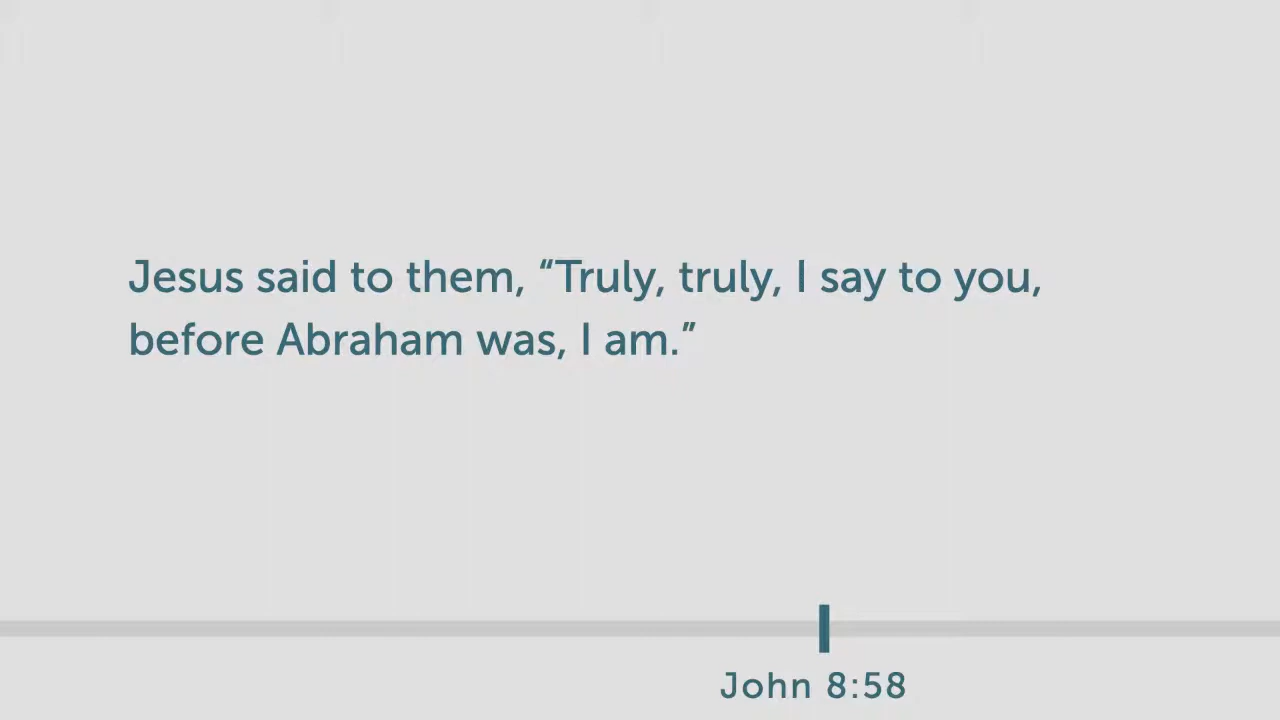 Jesus said to them, “Truly, truly, I say to you,
before Abraham was, I am.”
John 8:58